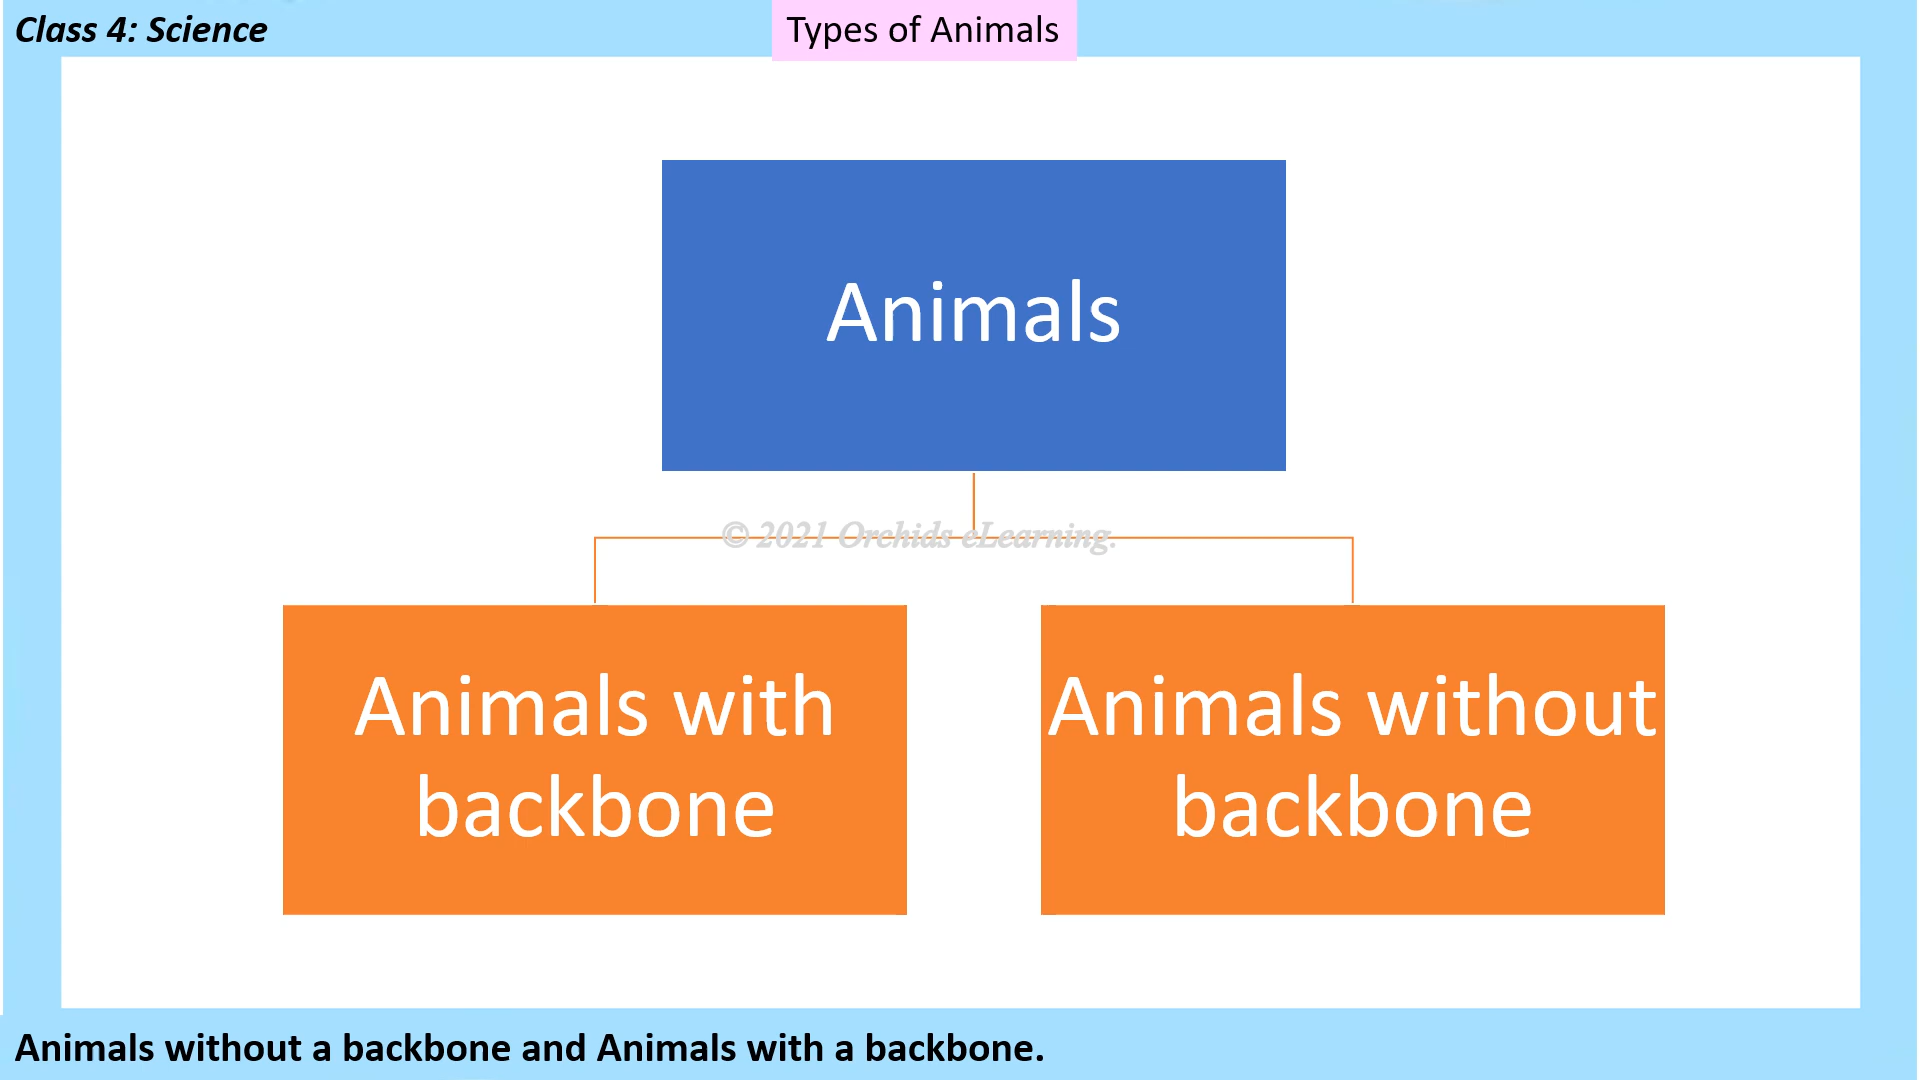 Class 4: Science
Types of Animals
Animals
© 2021 Orchids eLearning.
Animals with
backbone
Animals without
backbone
Animals without a backbone and Animals with a backbone.